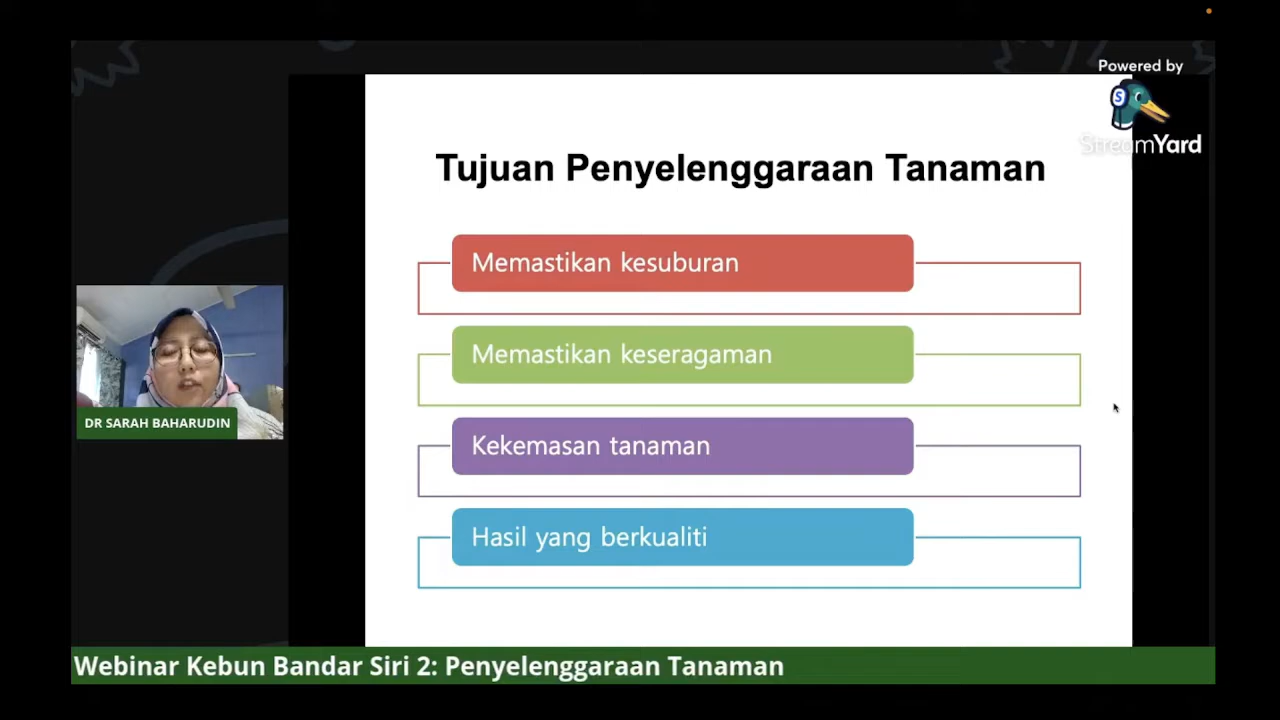 Powered by
S
StreamYard
Tujuan Penyelenggaraan Tanaman
Memastikan kesuburan
Memastikan keseragaman
Kekemasan tanaman
Hasil yang berkualiti
DR SARAH BAHARUDIN
Webinar Kebun Bandar Siri 2: Penyelenggaraan Tanaman